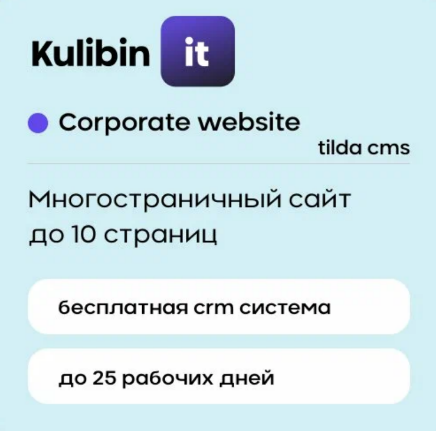 Kulibin it
Corporate website
tilda cms
Многостраничный сайт
до 10 страниц
бесплатная crm система
до 25 рабочих дней